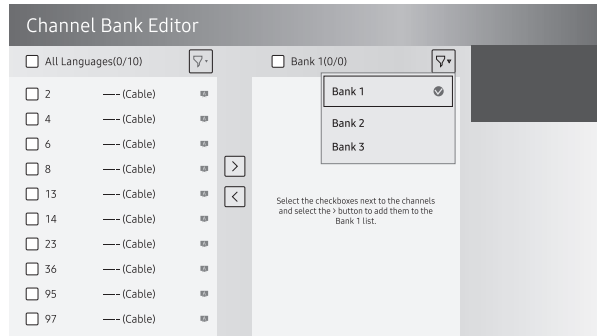 Channel Bank Editor
All Languages(0/10)
Bank 1(0/0)
2 ---- (Cable)
4 ---- (Cable)
6 ---- (Cable)
8 ---- (Cable)
13 ---- (Cable)
14 ---- (Cable)
23 ---- (Cable)
36 ---- (Cable)
95 ---- (Cable)
97 ---- (Cable)
>
<
Bank 1
Bank 2
Bank 3
Select the checkboxes next to the channels
and select the > button to add them to the
Bank 1 list.